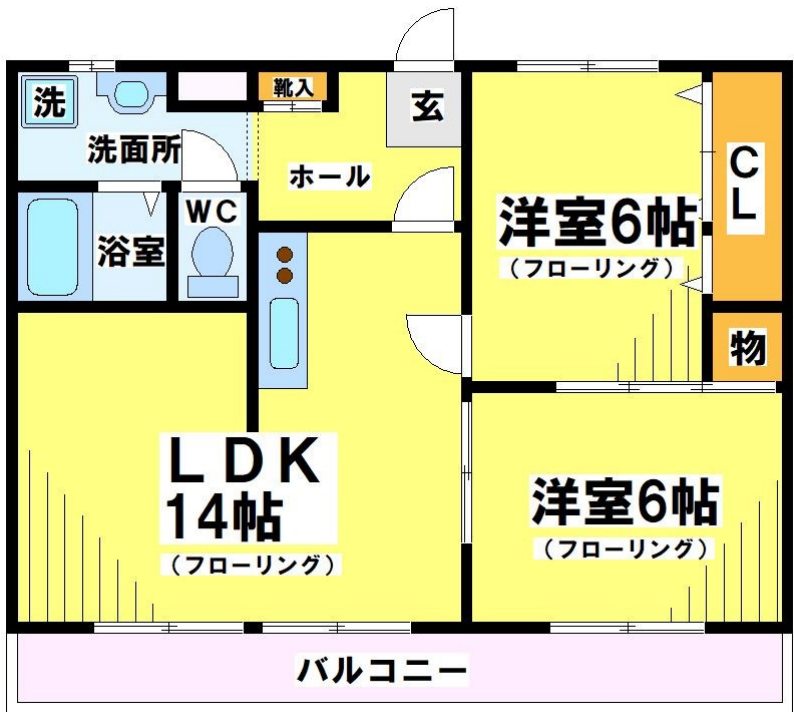 洗
靴入
玄
洗面所
ホール
CL
WC
洋室6帖
(フローリング)
浴室
物
LDK
14帖
(フローリング)
洋室6帖
(フローリング)
バルコニー